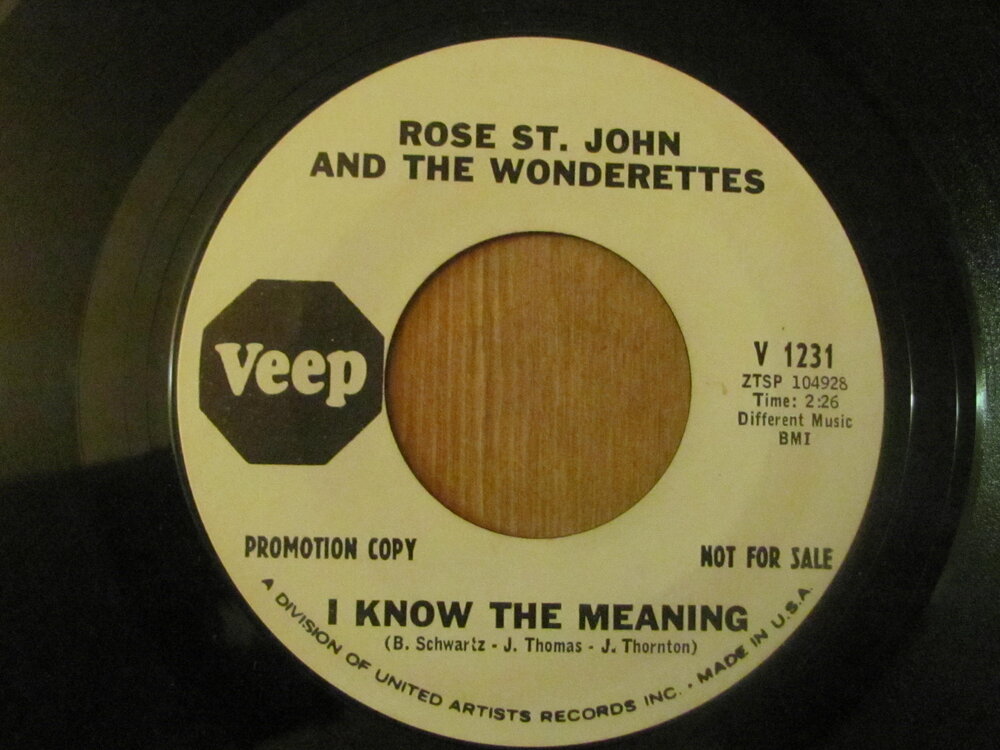 ROSE ST. JOHN
AND THE WONDERETTES
Veep
V 1231
ZTSP 104928
Time: 2:26
Different Music
BMI
PROMOTION COPY
NOT FOR SALE
I KNOW THE MEANING
(B. Schwartz - J. Thomas - J. Thornton)
A DIVISION OF UNITED ARTISTS RECORDS INC. • MADE IN U.S.A.